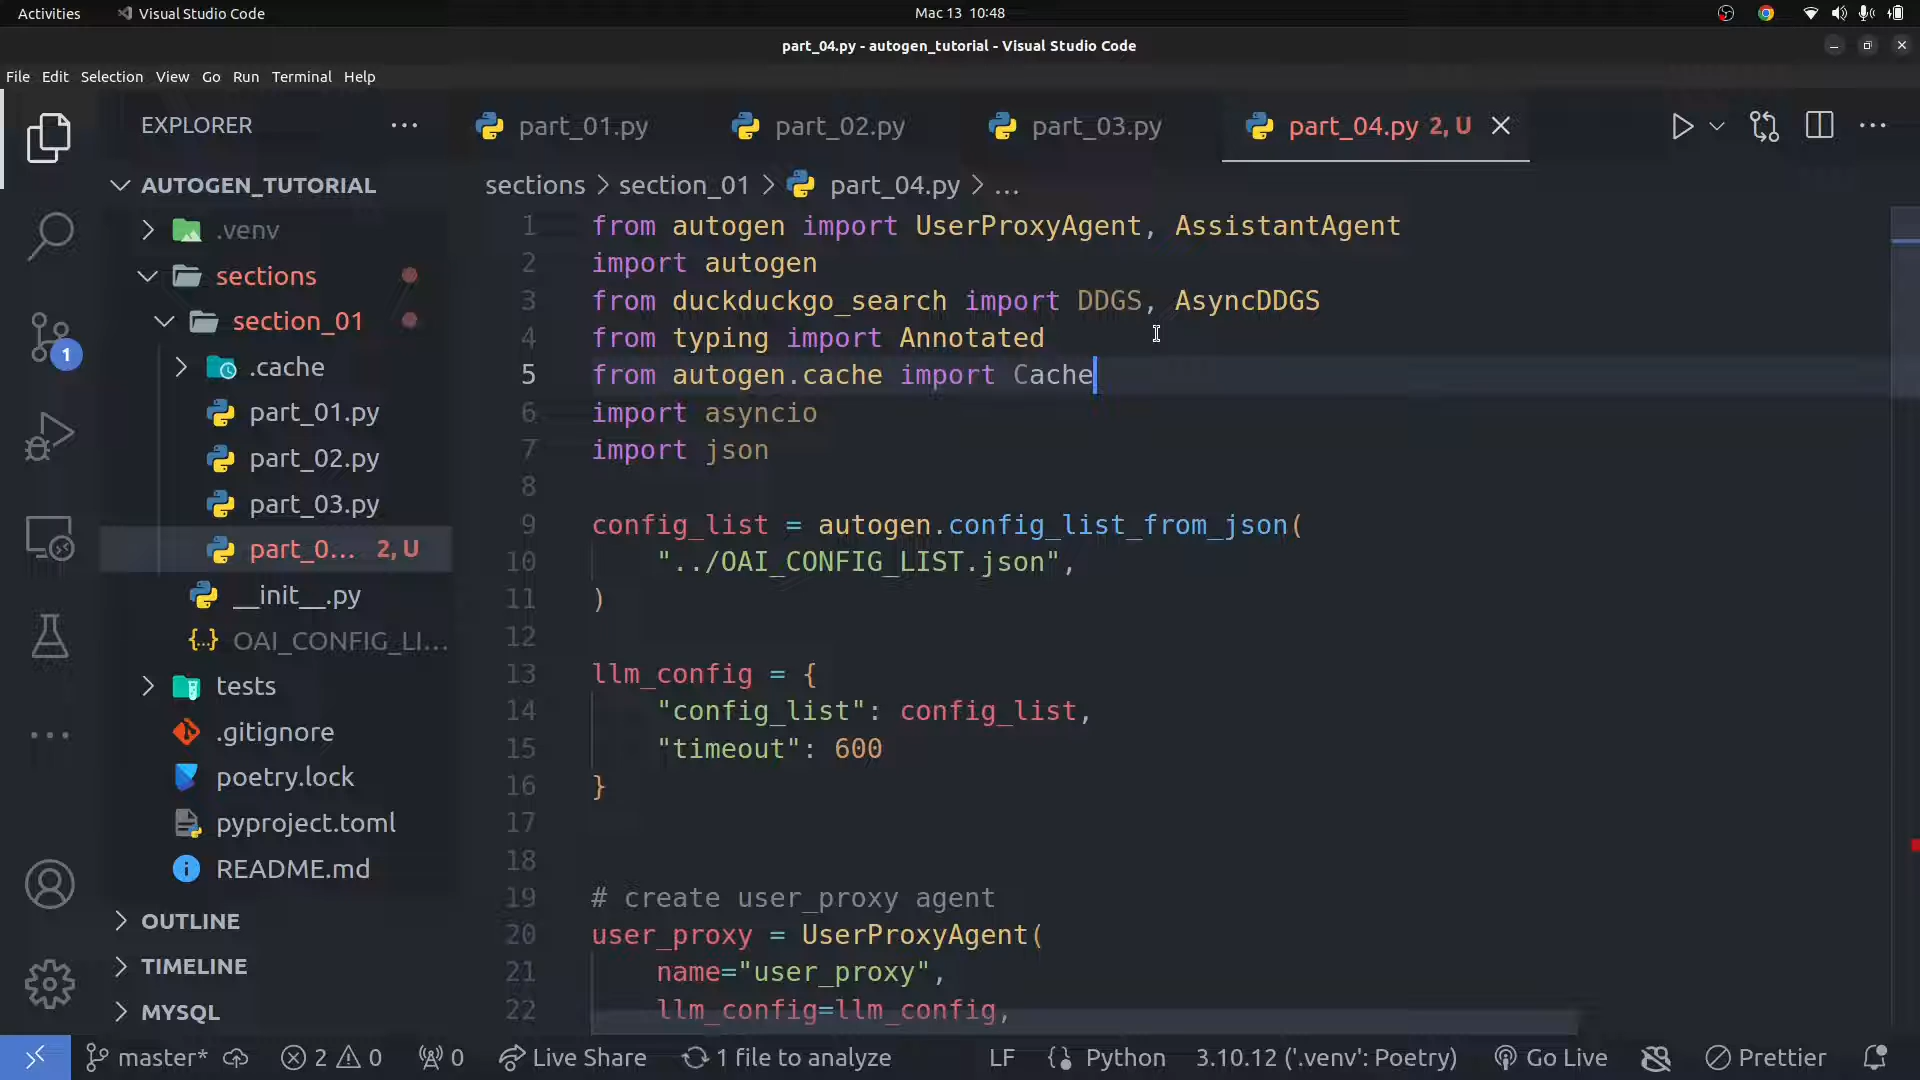 Activities Visual Studio Code Mac 13 10:48
part_04.py - autogen_tutorial - Visual Studio Code
File Edit Selection View Go Run Terminal Help
EXPLORER ...
AUTOGEN_TUTORIAL
.venv
sections
section_01
.cache
part_01.py
part_02.py
part_03.py
part_0... 2, U
__init__.py
OAI_CONFIG_LI...
tests
.gitignore
poetry.lock
pyproject.toml
README.md
OUTLINE
TIMELINE
MYSQL
1
part_01.py part_02.py part_03.py part_04.py 2, U
sections > section_01 > part_04.py > ...
1 from autogen import UserProxyAgent, AssistantAgent
2 import autogen
3 from duckduckgo_search import DDGS, AsyncDDGS
4 from typing import Annotated
5 from autogen.cache import Cache
6 import asyncio
7 import json
8
9 config_list = autogen.config_list_from_json(
10 "../OAI_CONFIG_LIST.json",
11 )
12
13 llm_config = {
14 "config_list": config_list,
15 "timeout": 600
16 }
17
18
19 # create user_proxy agent
20 user_proxy = UserProxyAgent(
21 name="user_proxy",
22 llm_config=llm_config,
master* 2 0 0 Live Share 1 file to analyze LF Python 3.10.12 ('.venv': Poetry) Go Live Prettier